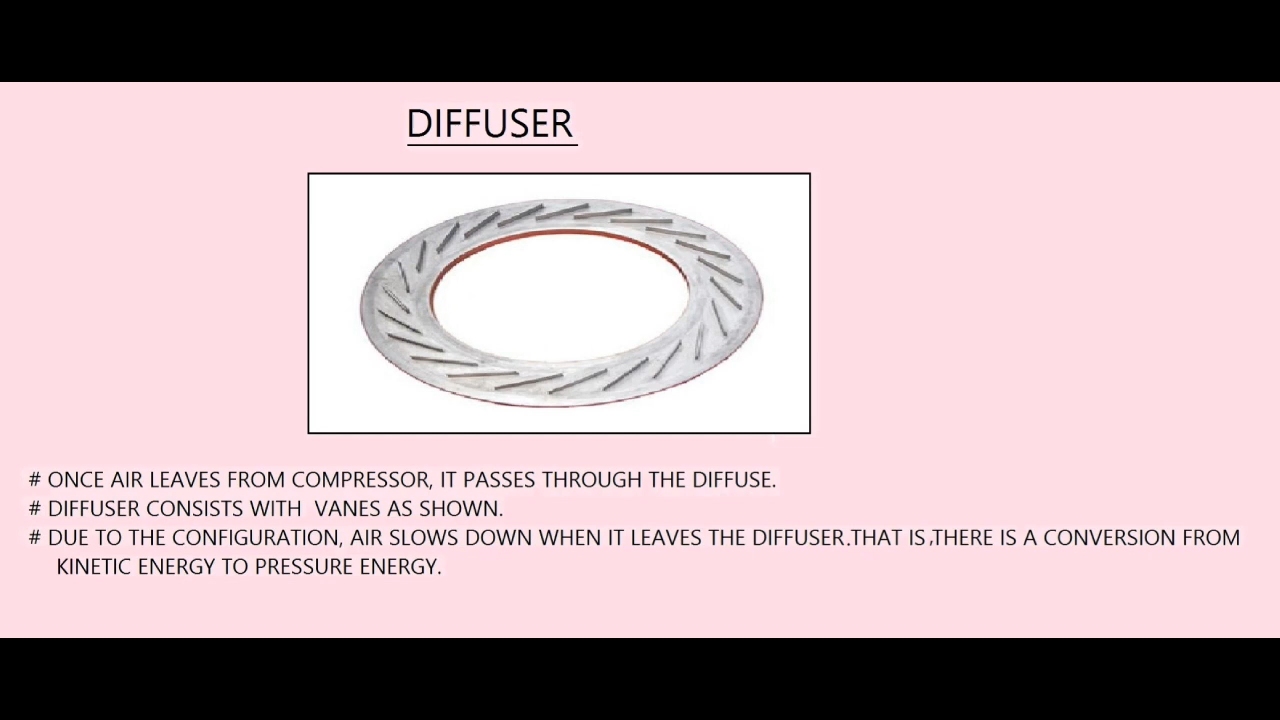 DIFFUSER
# ONCE AIR LEAVES FROM COMPRESSOR, IT PASSES THROUGH THE DIFFUSE.
# DIFFUSER CONSISTS WITH  VANES AS SHOWN.
# DUE TO THE CONFIGURATION, AIR SLOWS DOWN WHEN IT LEAVES THE DIFFUSER.THAT IS,THERE IS A CONVERSION FROM
KINETIC ENERGY TO PRESSURE ENERGY.